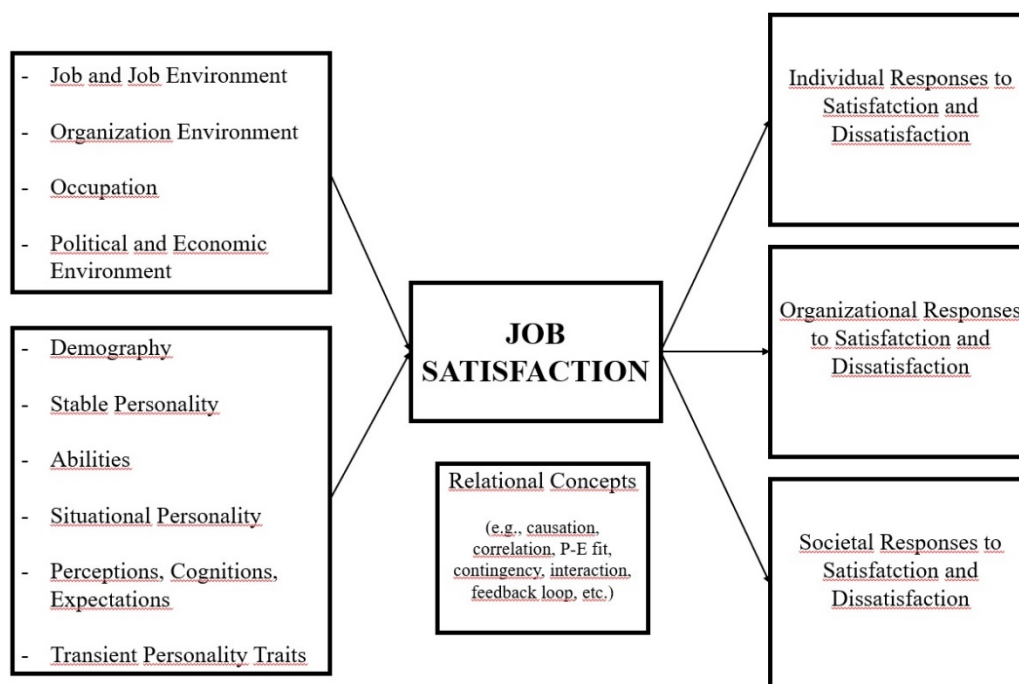 - Job and Job Environment
- Organization Environment
- Occupation
- Political and Economic
Environment
- Demography
- Stable Personality
- Abilities
- Situational Personality
- Perceptions, Cognitions,
Expectations
- Transient Personality Traits
JOB
SATISFACTION
Relational Concepts
(e.g., causation,
correlation, P-E fit,
contingency, interaction,
feedback loop, etc.)
Individual Responses to
Satisfatction and
Dissatisfaction
Organizational Responses
to Satisfatction and
Dissatisfaction
Societal Responses to
Satisfatction and
Dissatisfaction